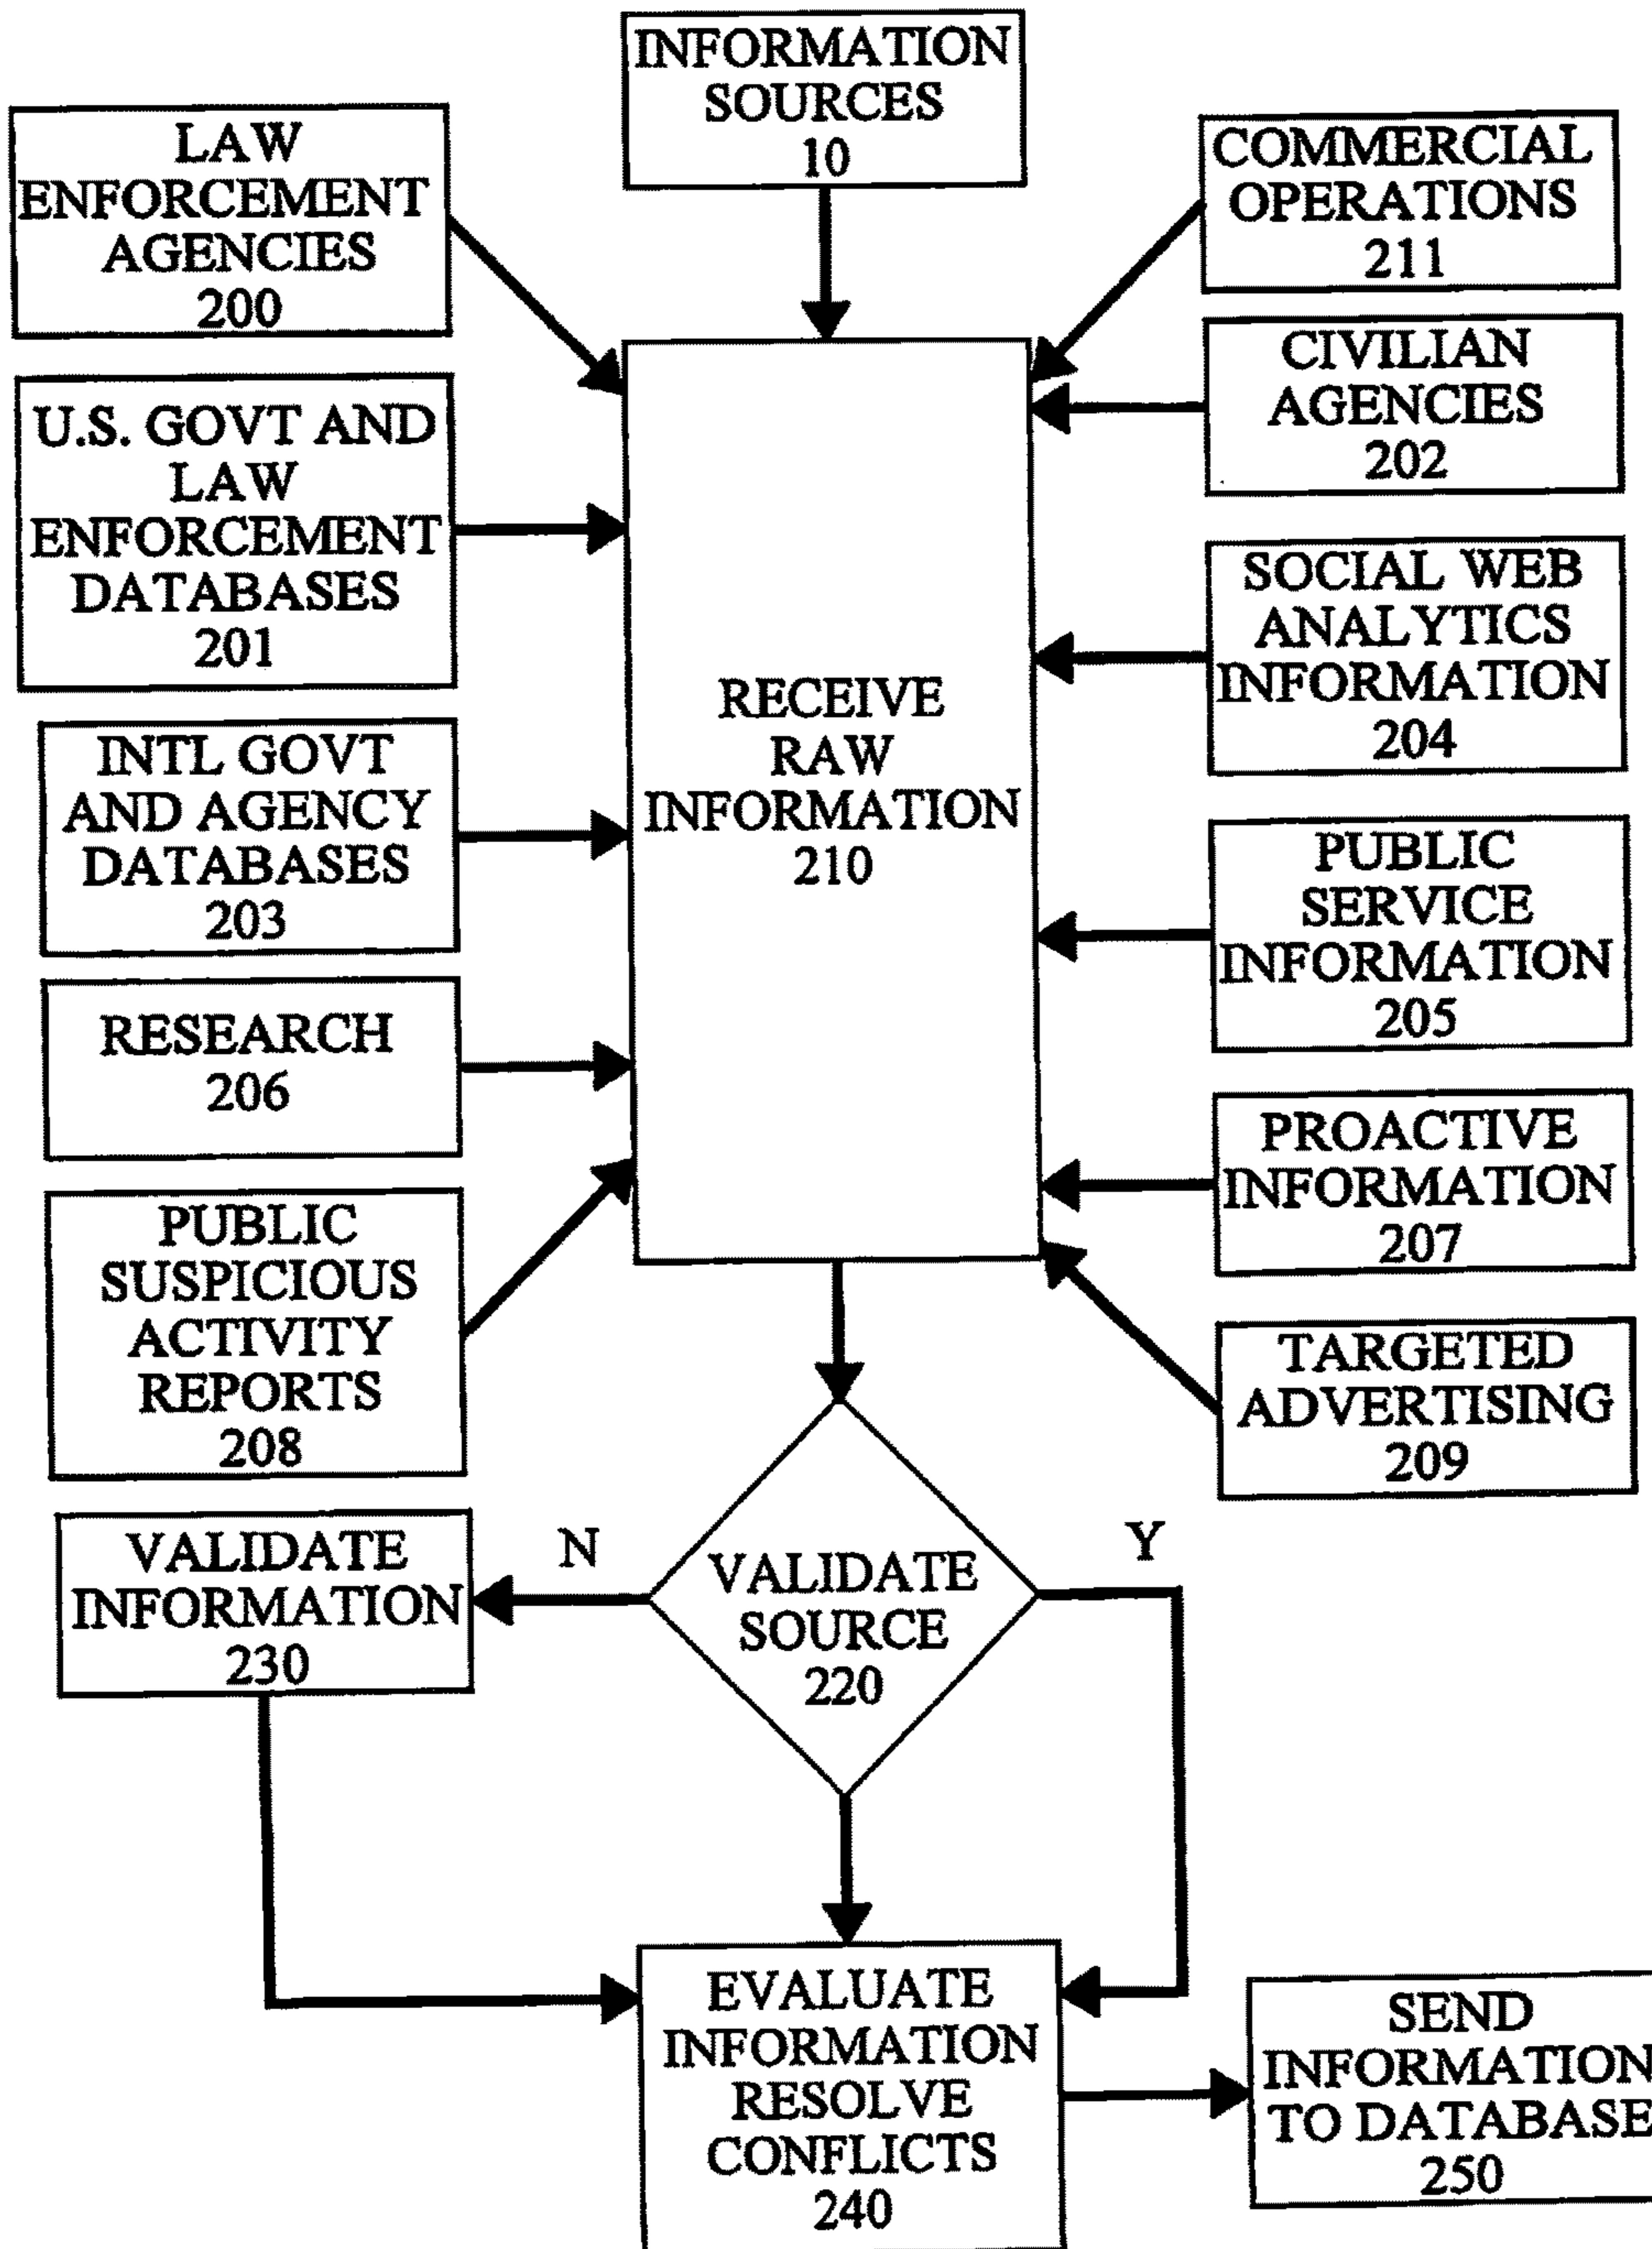 INFORMATION
SOURCES
10
LAW
ENFORCEMENT
AGENCIES
200
COMMERCIAL
OPERATIONS
211
U.S. GOVT AND
LAW
ENFORCEMENT
DATABASES
201
CIVILIAN
AGENCIES
202
SOCIAL WEB
ANALYTICS
INFORMATION
204
RECEIVE
RAW
INFORMATION
210
INTL GOVT
AND AGENCY
DATABASES
203
PUBLIC
SERVICE
INFORMATION
205
RESEARCH
206
PROACTIVE
INFORMATION
207
PUBLIC
SUSPICIOUS
ACTIVITY
REPORTS
208
TARGETED
ADVERTISING
209
VALIDATE
INFORMATION
230
N
VALIDATE
SOURCE
220
Y
EVALUATE
INFORMATION
RESOLVE
CONFLICTS
240
SEND
INFORMATION
TO DATABASE
250